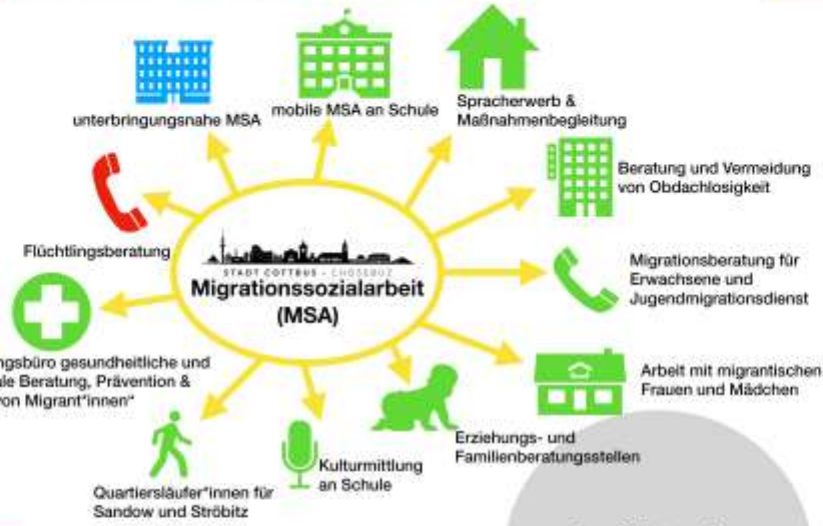 unterbringungsnahe MSA
mobile MSA an Schule
Spracherwerb &
Maßnahmenbegleitung
Beratung und Vermeidung
von Obdachlosigkeit
Flüchtlingsberatung
STADT COTTBUS - CHÓŚEBUZ
Migrationssozialarbeit
(MSA)
Migrationsberatung für
Erwachsene und
Jugendmigrationsdienst
ngsbüro gesundheitliche und
ale Beratung, Prävention &
von Migrant*innen“
Arbeit mit migrantischen
Frauen und Mädchen
Erziehungs- und
Familienberatungsstellen
Kulturmittlung
an Schule
Quartiersläufer*innen für
Sandow und Ströbitz